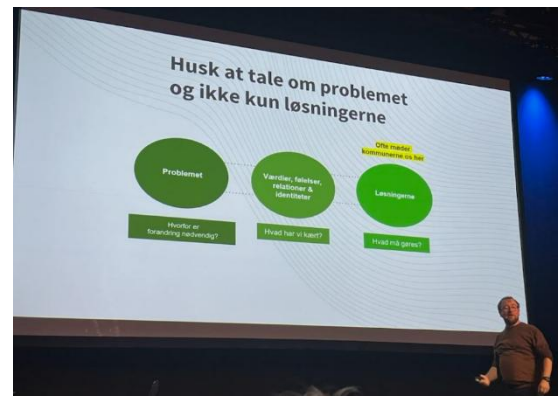 Husk at tale om problemet
og ikke kun løsningerne
Ofte møder
kommunerne os her
Problemet
Værdier, følelser,
relationer &
identiteter
Løsningerne
Hvorfor er
forandring nødvendig?
Hvad har vi kært?
Hvad må gøres?